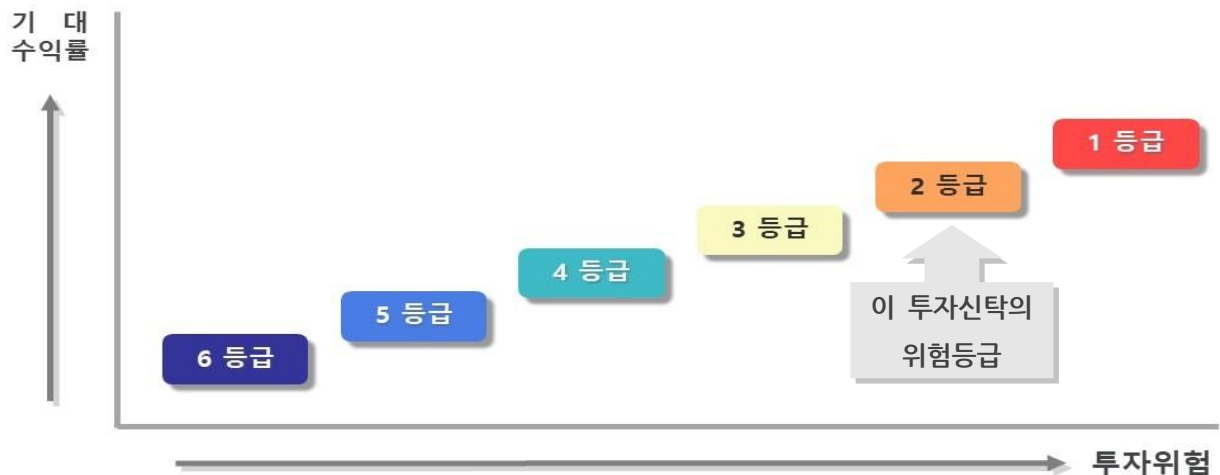 기 대
수익률
1 등급
2 등급
3 등급
4 등급
5 등급
6 등급
이 투자신탁의
위험등급
투자위험